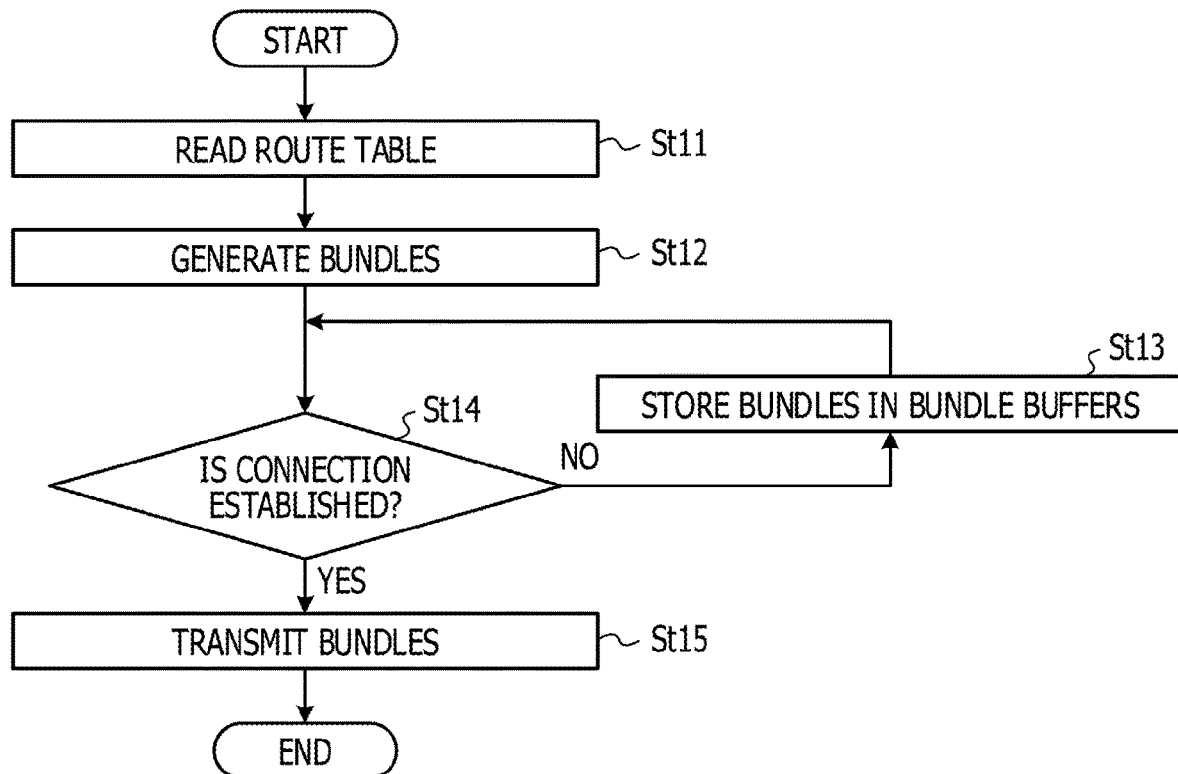 START
READ ROUTE TABLE
St11
GENERATE BUNDLES
St12
St13
STORE BUNDLES IN BUNDLE BUFFERS
St14
IS CONNECTION
ESTABLISHED?
NO
YES
TRANSMIT BUNDLES
St15
END